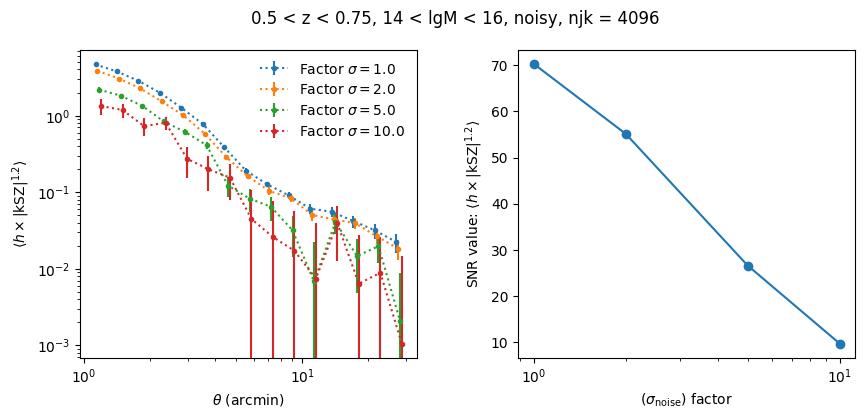 0.5 < z < 0.75, 14 < lgM < 16, noisy, njk = 4096
⟨h × |kSZ|^1.2⟩
10^0
10^−1
10^−2
10^−3
Factor σ = 1.0
Factor σ = 2.0
Factor σ = 5.0
Factor σ = 10.0
10^0
10^1
θ (arcmin)
SNR value: ⟨h × |kSZ|^1.2⟩
70
60
50
40
30
20
10
10^0
10^1
(σ_noise) factor